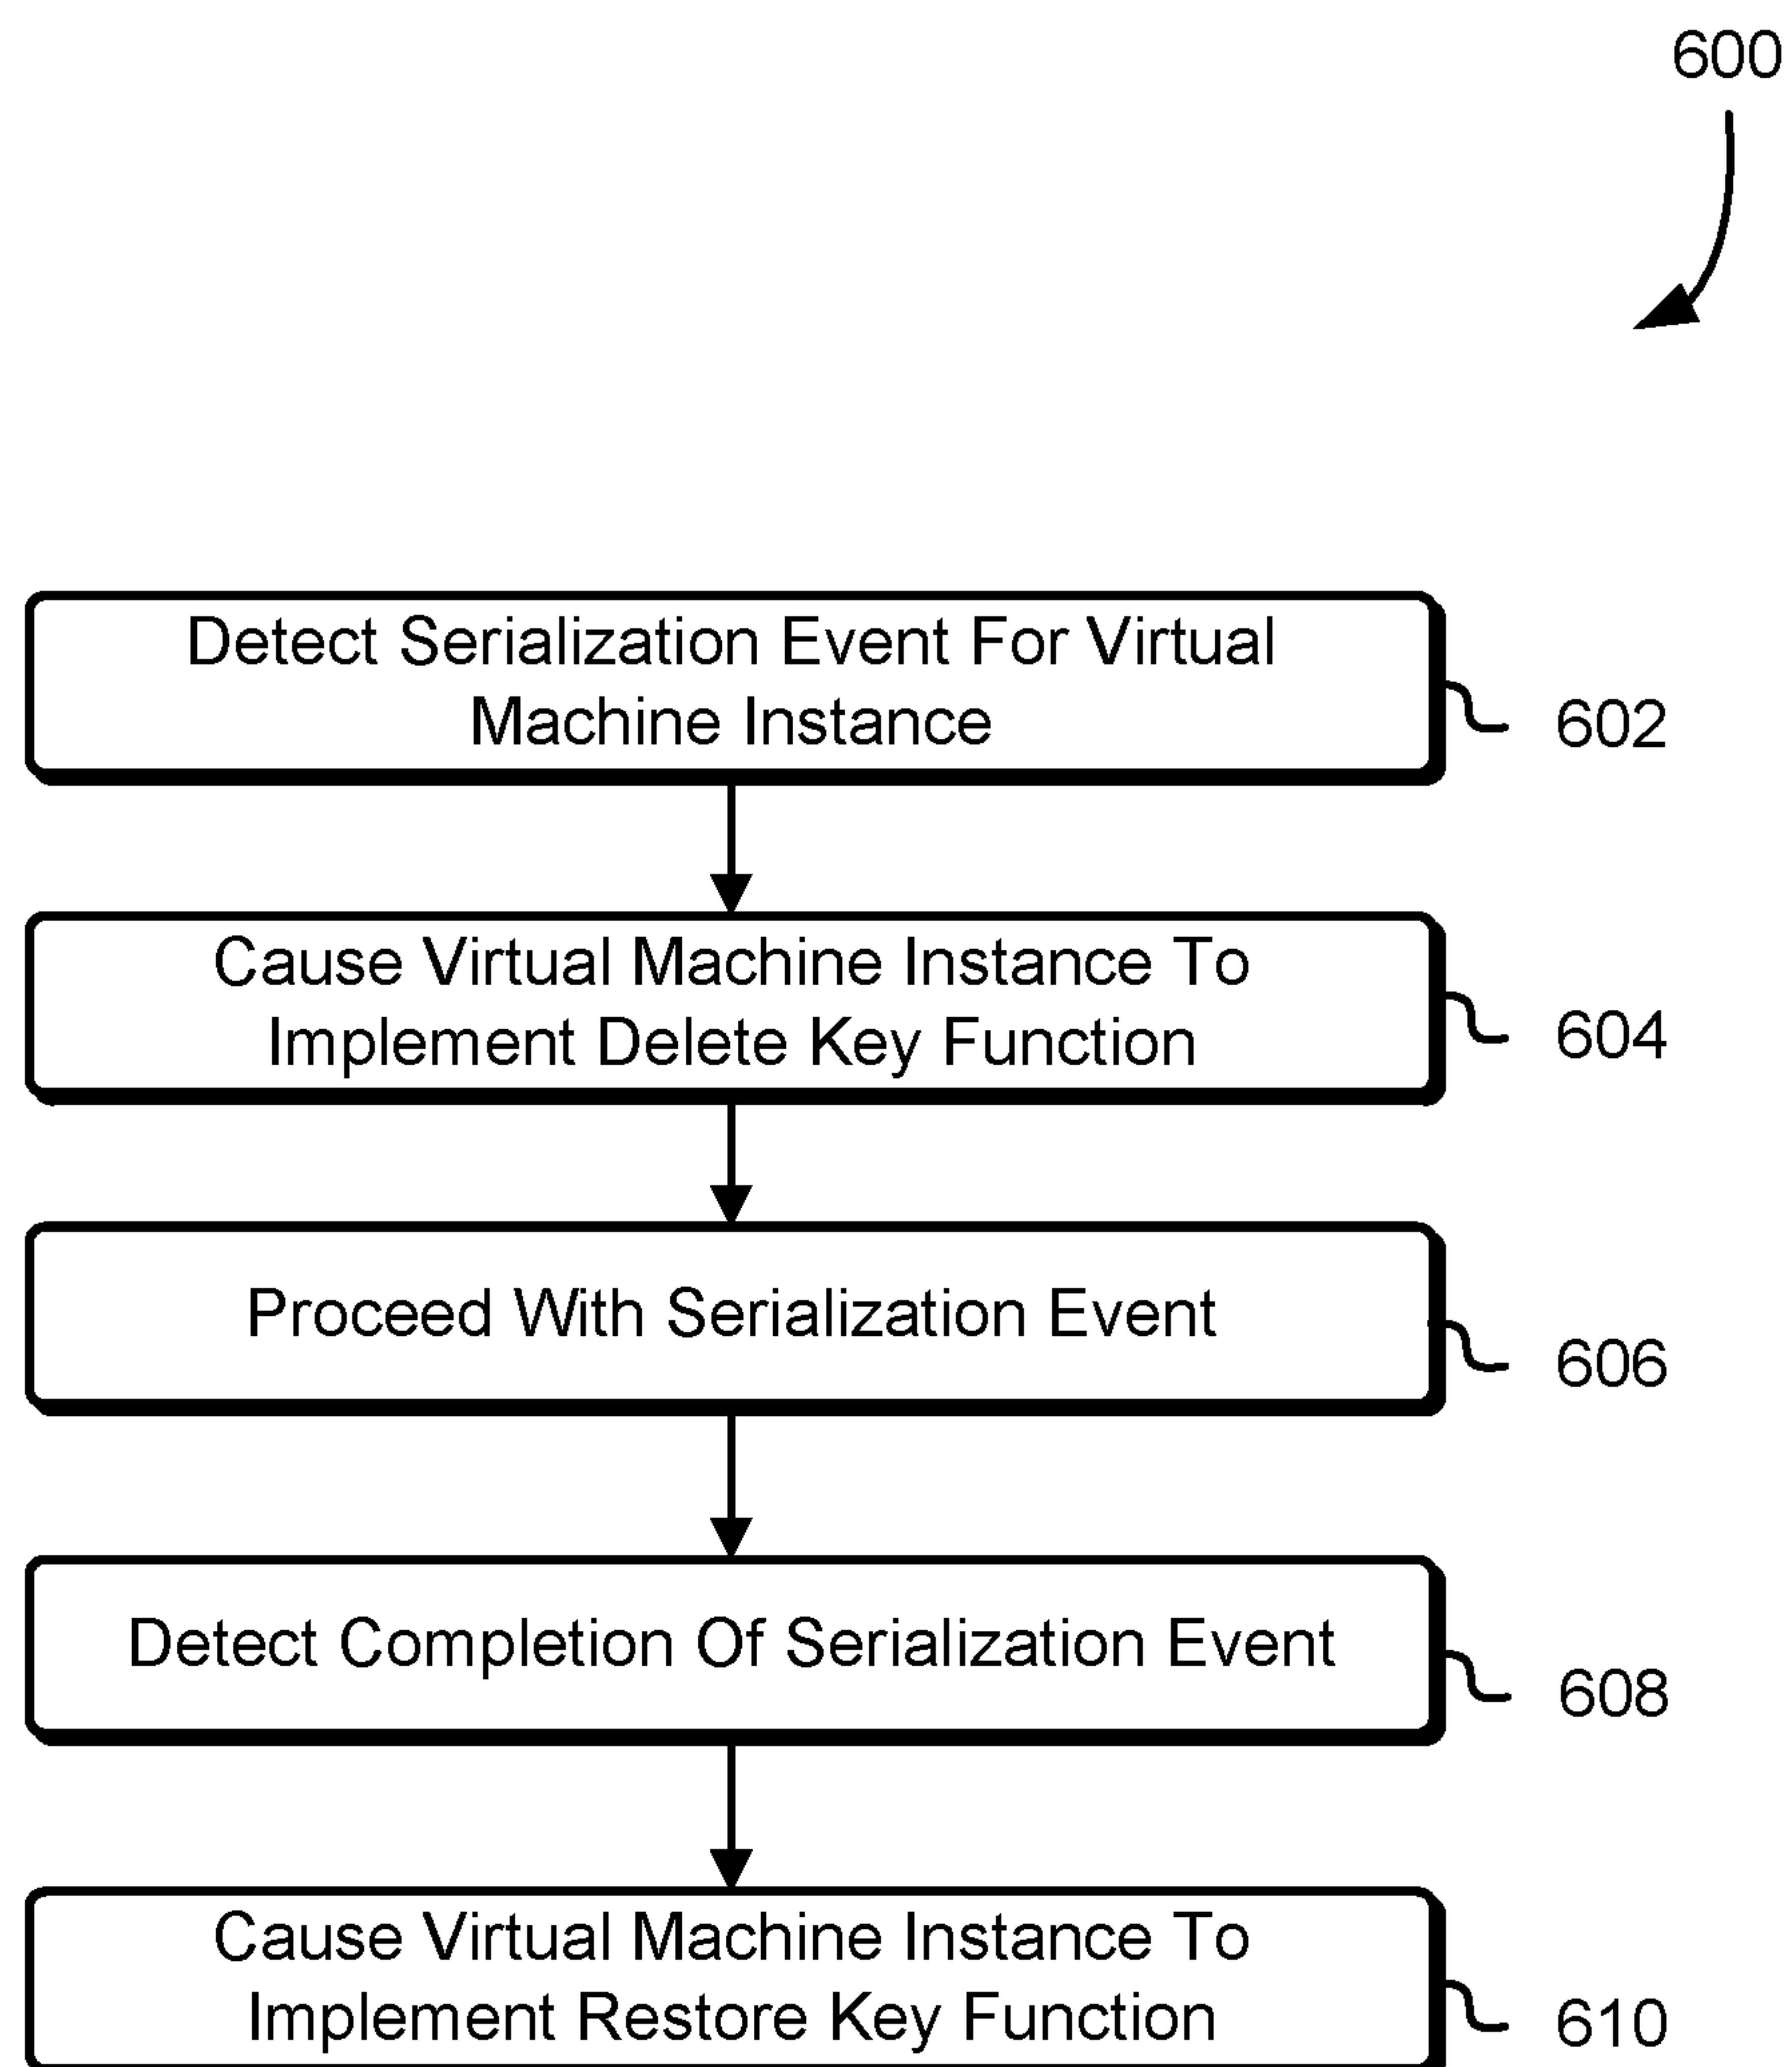 600
Detect Serialization Event For Virtual
Machine Instance
602
Cause Virtual Machine Instance To
Implement Delete Key Function
604
Proceed With Serialization Event
606
Detect Completion Of Serialization Event
608
Cause Virtual Machine Instance To
Implement Restore Key Function
610